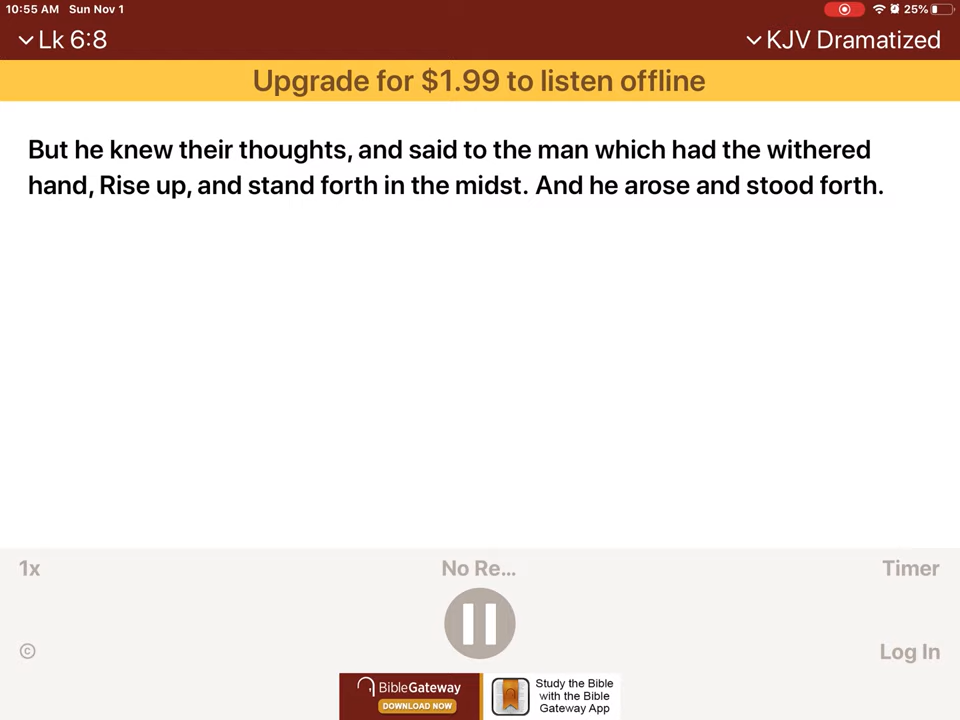 10:55 AM Sun Nov 1
25%
Lk 6:8
KJV Dramatized
Upgrade for $1.99 to listen offline
But he knew their thoughts, and said to the man which had the withered
hand, Rise up, and stand forth in the midst. And he arose and stood forth.
1x
No Re...
Timer
©
Log In
BibleGateway
DOWNLOAD NOW
Study the Bible
with the Bible
Gateway App